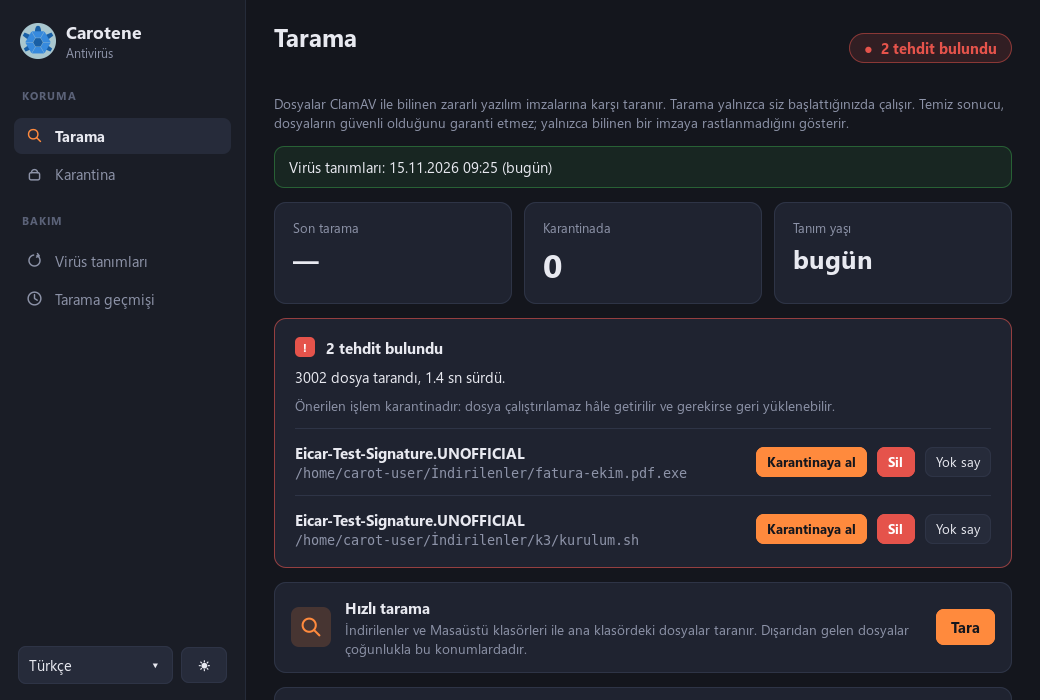 Carotene
Antivirüs
KORUMA
Tarama
Karantina
BAKIM
Virüs tanımları
Tarama geçmişi
Türkçe
Tarama
2 tehdit bulundu
Dosyalar ClamAV ile bilinen zararlı yazılım imzalarına karşı taranır. Tarama yalnızca siz başlattığınızda çalışır. Temiz sonucu,
dosyaların güvenli olduğunu garanti etmez; yalnızca bilinen bir imzaya rastlanmadığını gösterir.
Virüs tanımları: 15.11.2026 09:25 (bugün)
Son tarama
—
Karantinada
0
Tanım yaşı
bugün
! 2 tehdit bulundu
3002 dosya tarandı, 1.4 sn sürdü.
Önerilen işlem karantinadır: dosya çalıştırılamaz hâle getirilir ve gerekirse geri yüklenebilir.
Eicar-Test-Signature.UNOFFICIAL
/home/carot-user/İndirilenler/fatura-ekim.pdf.exe
Karantinaya al Sil Yok say
Eicar-Test-Signature.UNOFFICIAL
/home/carot-user/İndirilenler/k3/kurulum.sh
Karantinaya al Sil Yok say
Hızlı tarama
İndirilenler ve Masaüstü klasörleri ile ana klasördeki dosyalar taranır. Dışarıdan gelen dosyalar
çoğunlukla bu konumlardadır.
Tara